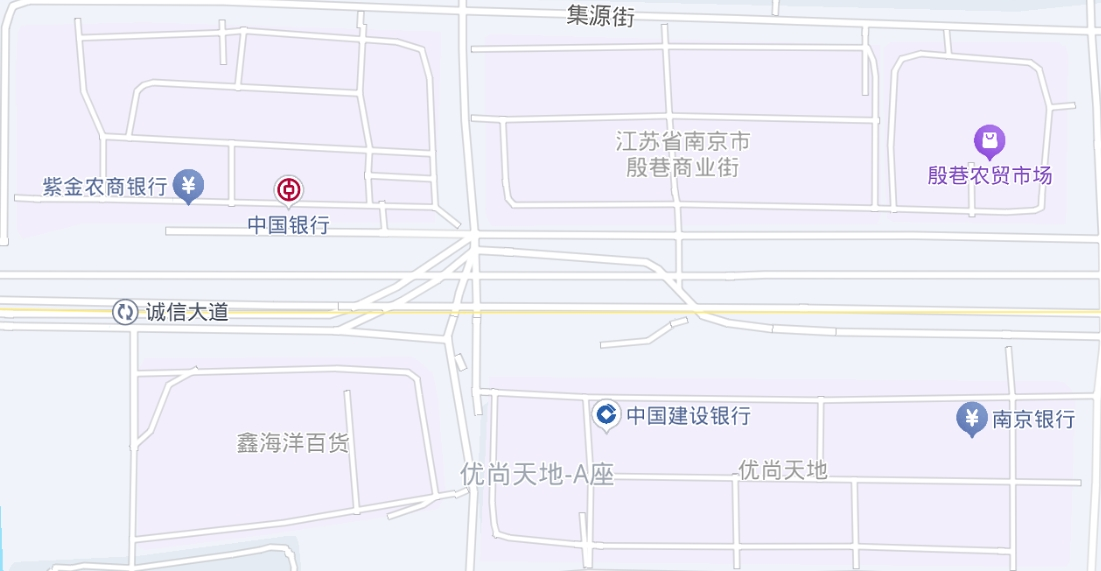 集源街
江苏省南京市
殷巷商业街
殷巷农贸市场
紫金农商银行
中国银行
诚信大道
中国建设银行
南京银行
鑫海洋百货
优尚天地-A座
优尚天地